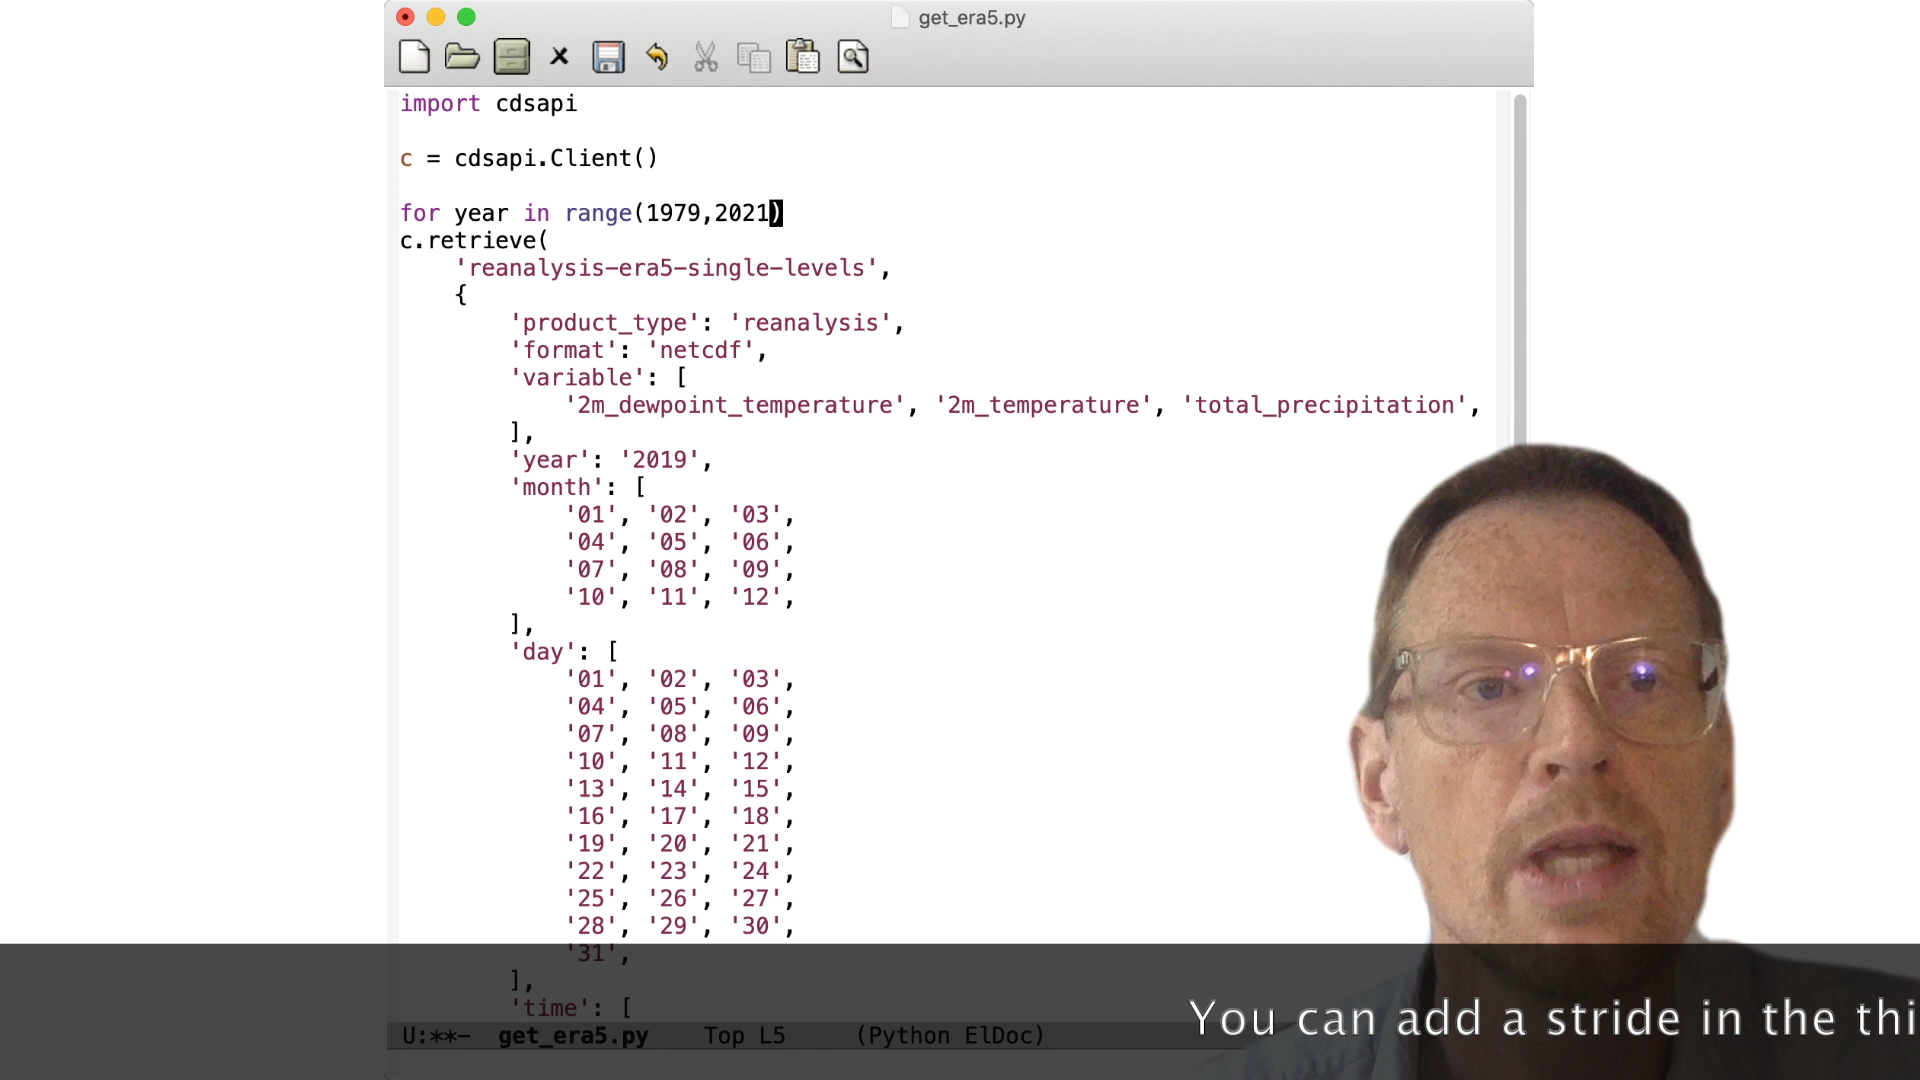 get_era5.py
import cdsapi
c = cdsapi.Client()
for year in range(1979,2021)
c.retrieve(
'reanalysis-era5-single-levels',
{
'product_type': 'reanalysis',
'format': 'netcdf',
'variable': [
'2m_dewpoint_temperature', '2m_temperature', 'total_precipitation',
],
'year': '2019',
'month': [
'01', '02', '03',
'04', '05', '06',
'07', '08', '09',
'10', '11', '12',
],
'day': [
'01', '02', '03',
'04', '05', '06',
'07', '08', '09',
'10', '11', '12',
'13', '14', '15',
'16', '17', '18',
'19', '20', '21',
'22', '23', '24',
'25', '26', '27',
'28', '29', '30',
'31',
],
'time': [
U:**- get_era5.py Top L5 (Python ElDoc)
You can add a stride in the thi